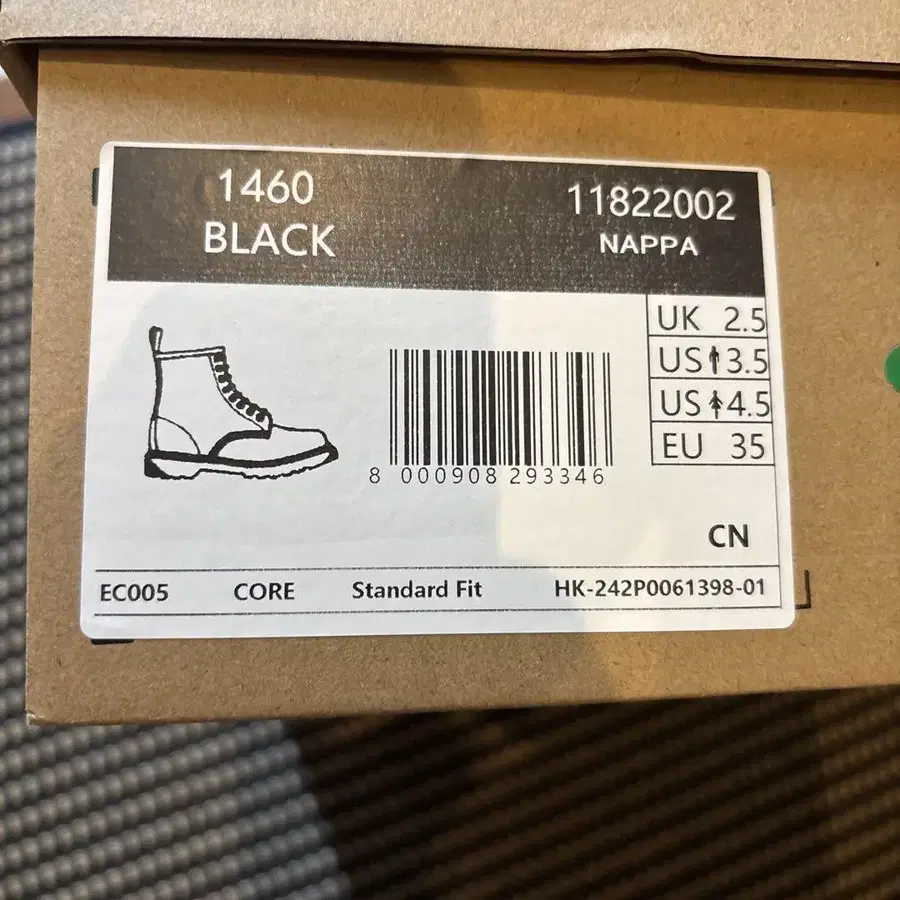 1460
BLACK
11822002
NAPPA
UK 2.5
US 3.5
US 4.5
EU 35
8 000908 293346
CN
EC005 CORE Standard Fit HK-242P0061398-01